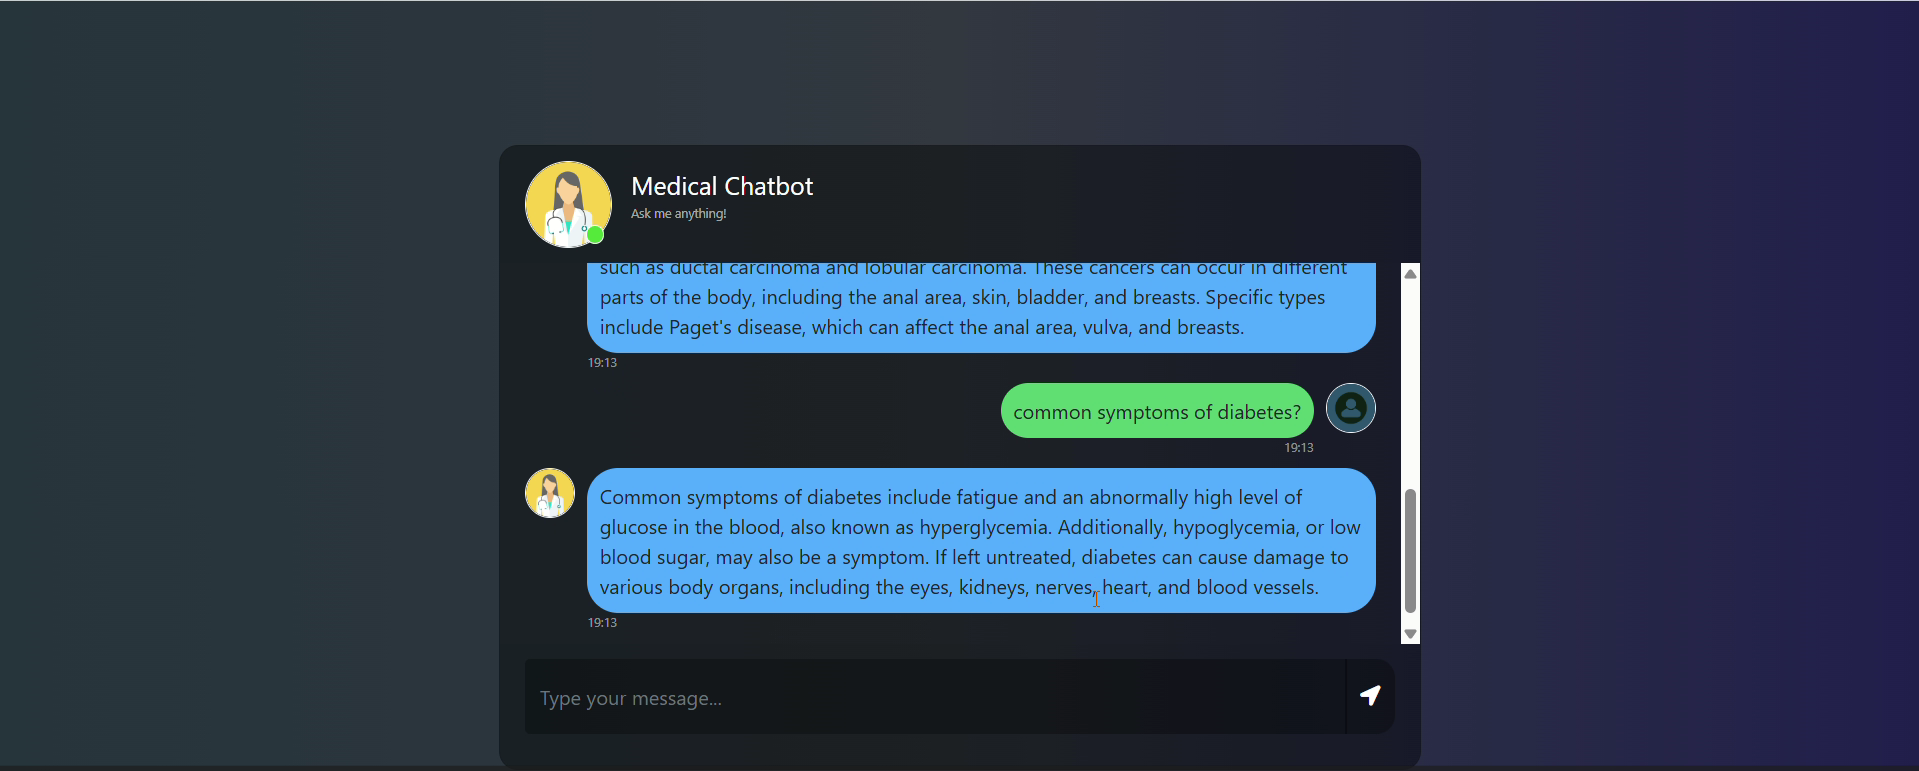 Medical Chatbot
Ask me anything!
such as ductal carcinoma and lobular carcinoma. These cancers can occur in different
parts of the body, including the anal area, skin, bladder, and breasts. Specific types
include Paget's disease, which can affect the anal area, vulva, and breasts.
19:13
common symptoms of diabetes?
19:13
Common symptoms of diabetes include fatigue and an abnormally high level of
glucose in the blood, also known as hyperglycemia. Additionally, hypoglycemia, or low
blood sugar, may also be a symptom. If left untreated, diabetes can cause damage to
various body organs, including the eyes, kidneys, nerves, heart, and blood vessels.
19:13
Type your message...